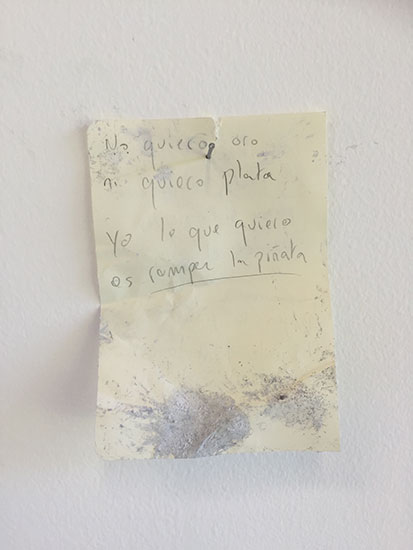 No quiero oro
ni quiero plata
Yo lo que quiero
es romper la piñata